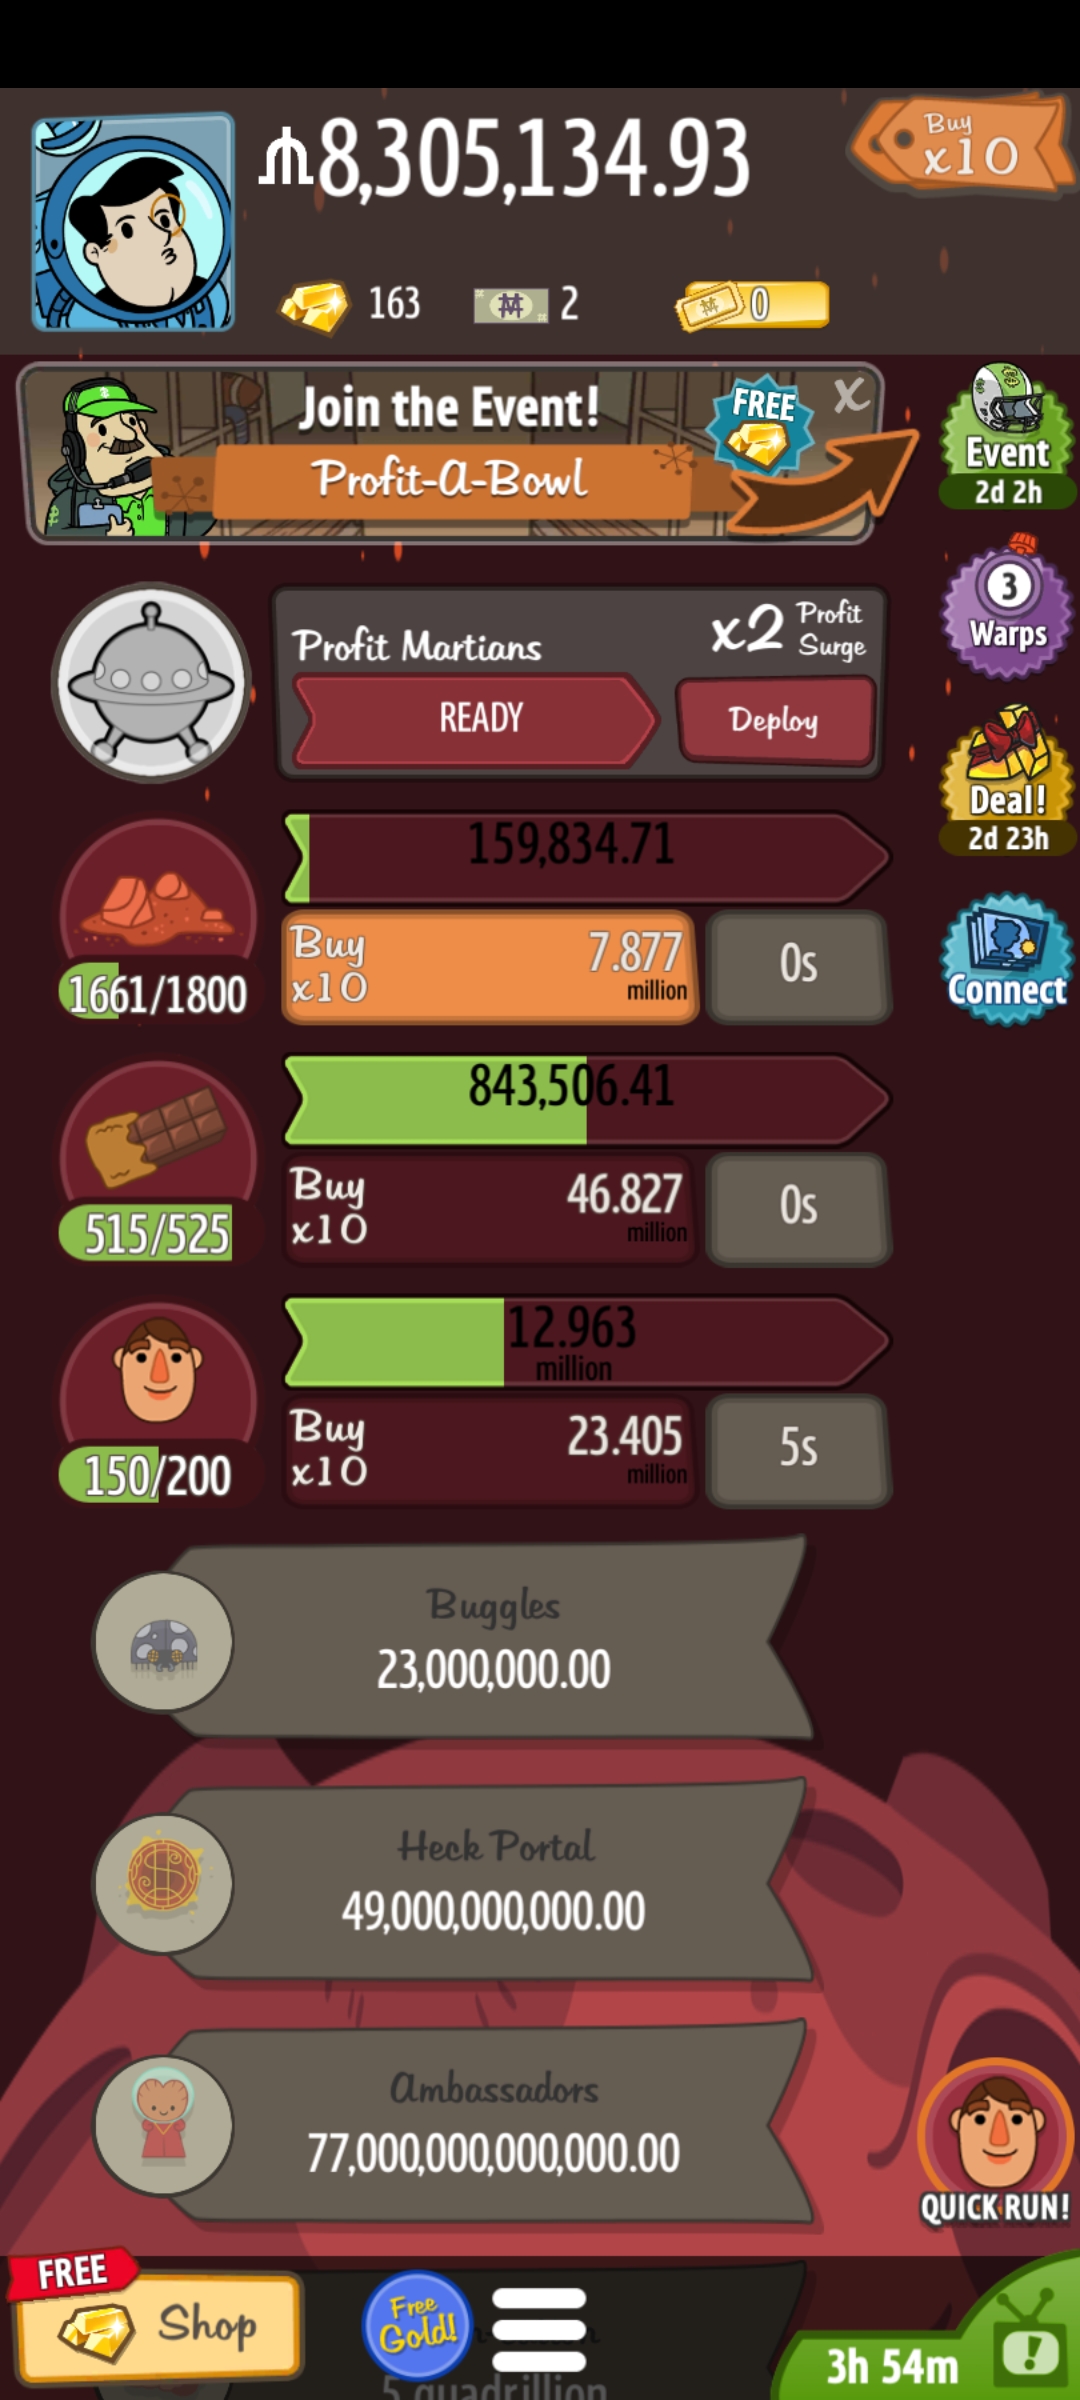 ₥8,305,134.93
Buy
x10
163
2
0
Join the Event!
FREE
X
Profit-A-Bowl
Event
2d 2h
3
Warps
Profit Martians
x2 Profit
Surge
READY
Deploy
Deal!
2d 23h
159,834.71
1661/1800
Buy
x10
7.877
million
0s
Connect
843,506.41
515/525
Buy
x10
46.827
million
0s
12.963
million
150/200
Buy
x10
23.405
million
5s
Buggles
23,000,000.00
Heck Portal
49,000,000,000.00
Ambassadors
77,000,000,000,000.00
QUICK RUN!
FREE
Shop
Free
Gold!
3h 54m
5 quadrillion